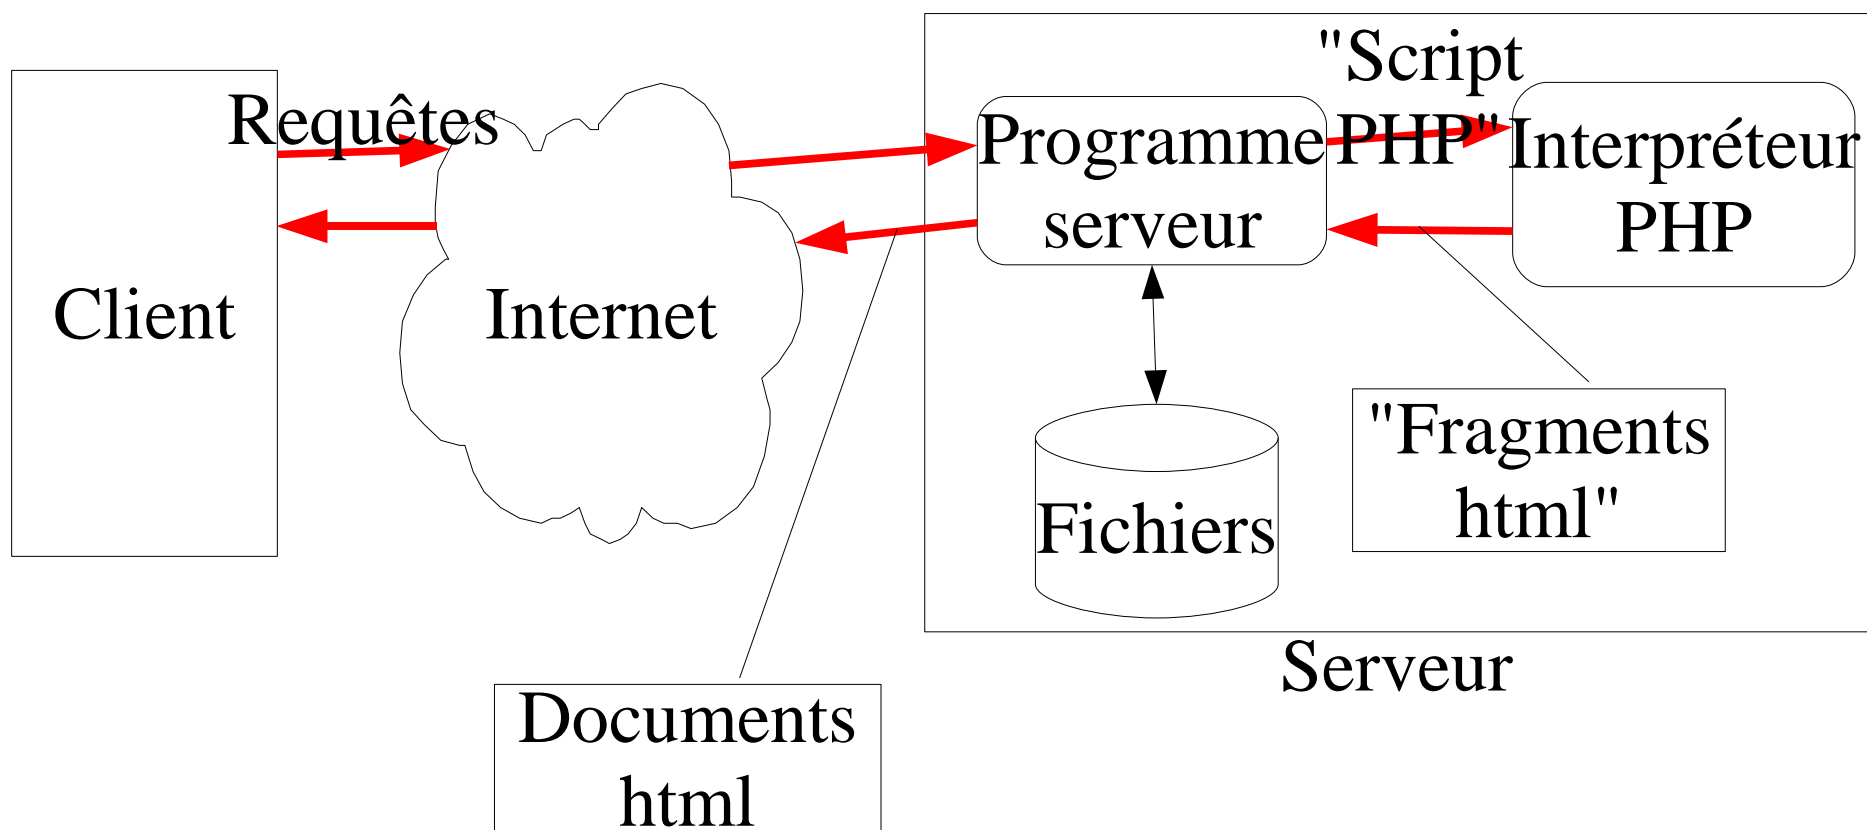 Requêtes
Client
Internet
"Script
PHP"
Programme
serveur
Interpréteur
PHP
Fichiers
"Fragments
html"
Serveur
Documents
html